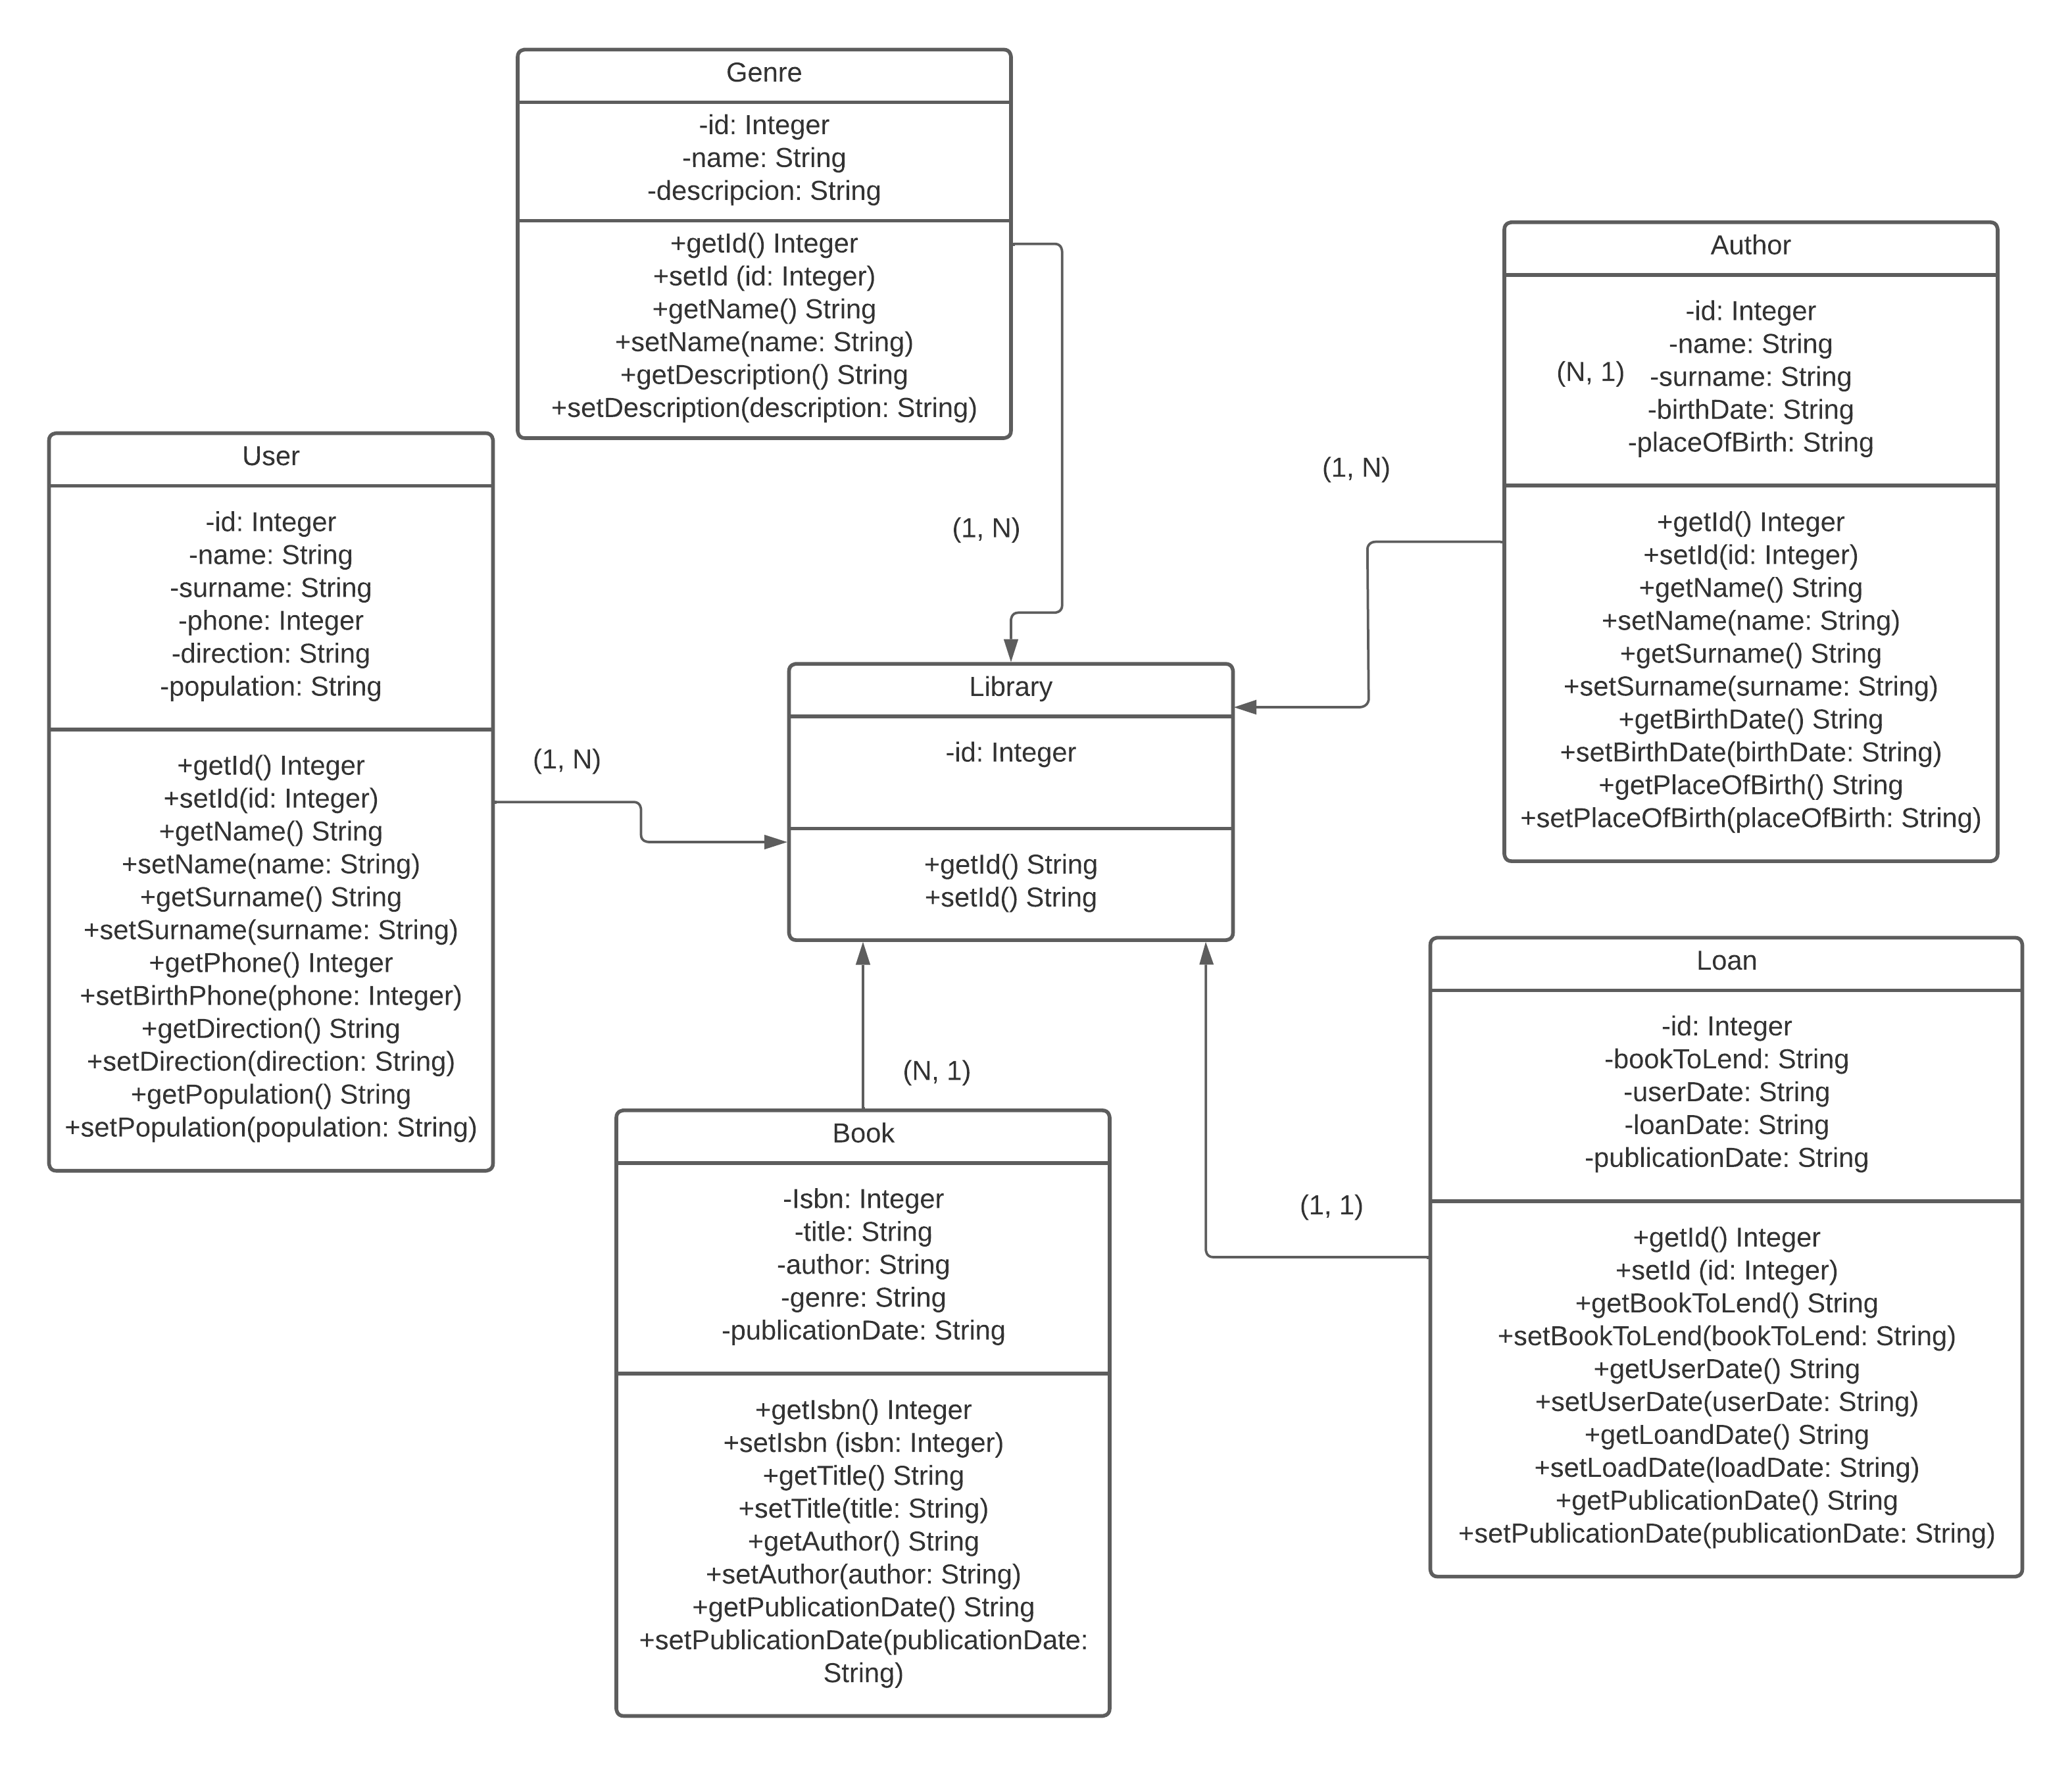 Genre
-id: Integer
-name: String
-descripcion: String
+getId() Integer
+setId (id: Integer)
+getName() String
+setName(name: String)
+getDescription() String
+setDescription(description: String)
(1, N)
Author
-id: Integer
-name: String
(N, 1)
-surname: String
-birthDate: String
-placeOfBirth: String
+getId() Integer
+setId(id: Integer)
+getName() String
+setName(name: String)
+getSurname() String
+setSurname(surname: String)
+getBirthDate() String
+setBirthDate(birthDate: String)
+getPlaceOfBirth() String
+setPlaceOfBirth(placeOfBirth: String)
(1, N)
User
-id: Integer
-name: String
-surname: String
-phone: Integer
-direction: String
-population: String
+getId() Integer
+setId(id: Integer)
+getName() String
+setName(name: String)
+getSurname() String
+setSurname(surname: String)
+getPhone() Integer
+setBirthPhone(phone: Integer)
+getDirection() String
+setDirection(direction: String)
+getPopulation() String
+setPopulation(population: String)
(1, N)
Library
-id: Integer
+getId() String
+setId() String
(N, 1)
Book
-Isbn: Integer
-title: String
-author: String
-genre: String
-publicationDate: String
+getIsbn() Integer
+setIsbn (isbn: Integer)
+getTitle() String
+setTitle(title: String)
+getAuthor() String
+setAuthor(author: String)
+getPublicationDate() String
+setPublicationDate(publicationDate:
String)
(1, 1)
Loan
-id: Integer
-bookToLend: String
-userDate: String
-loanDate: String
-publicationDate: String
+getId() Integer
+setId (id: Integer)
+getBookToLend() String
+setBookToLend(bookToLend: String)
+getUserDate() String
+setUserDate(userDate: String)
+getLoandDate() String
+setLoadDate(loadDate: String)
+getPublicationDate() String
+setPublicationDate(publicationDate: String)